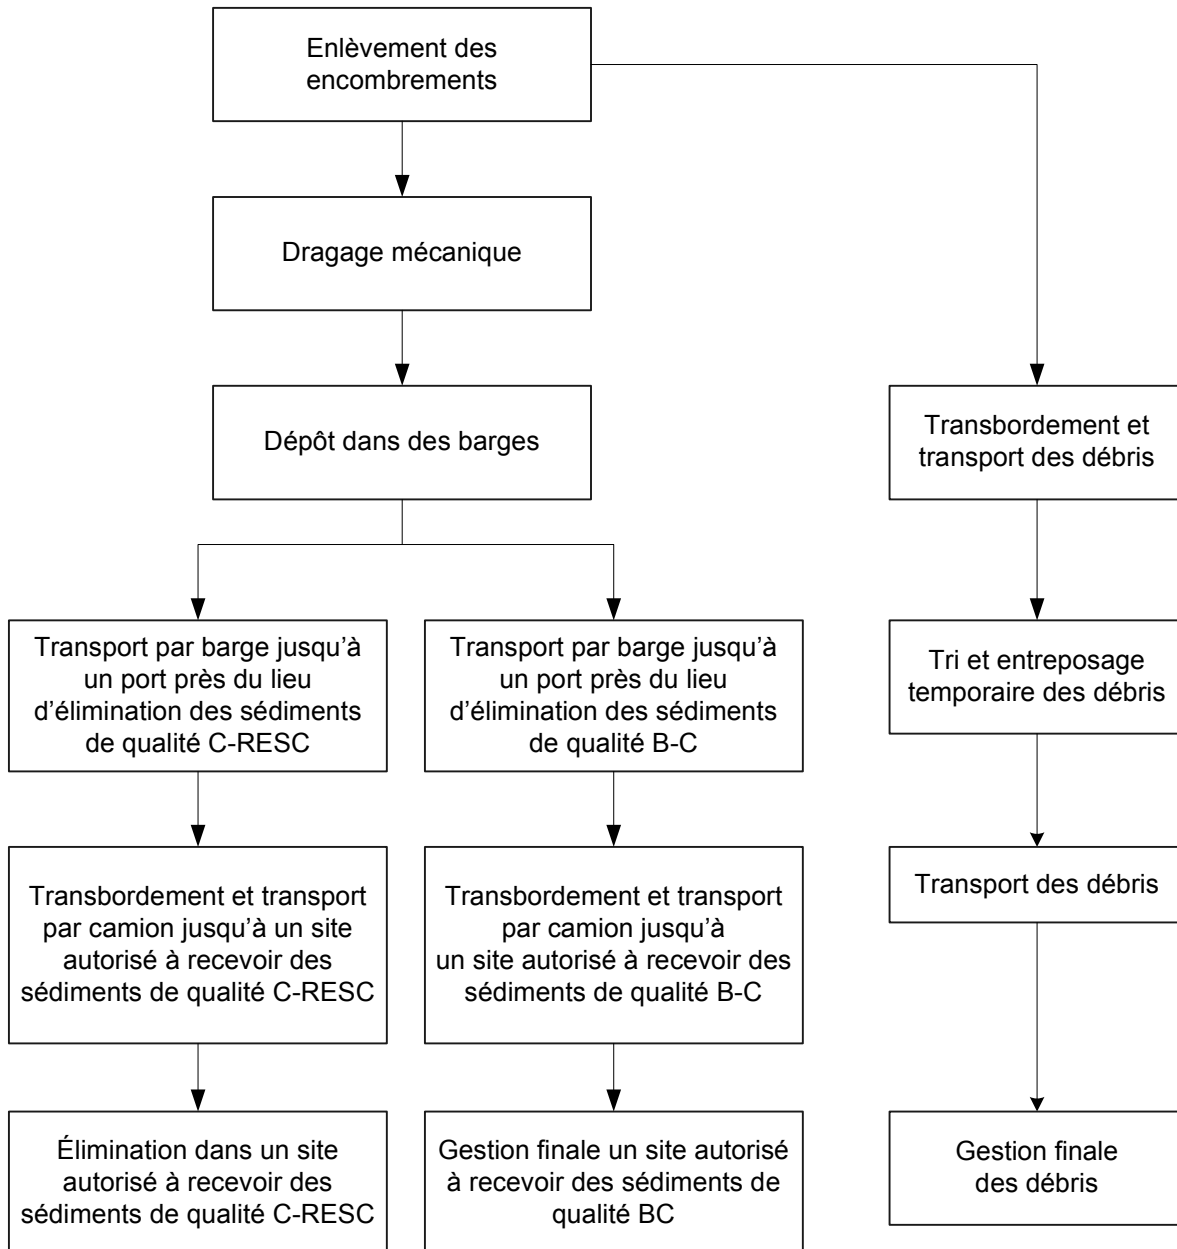 Enlèvement des
encombrements
Dragage mécanique
Dépôt dans des barges
Transbordement et
transport des débris
Transport par barge jusqu’à
un port près du lieu
d’élimination des sédiments
de qualité C-RESC
Transport par barge jusqu’à
un port près du lieu
d’élimination des sédiments
de qualité B-C
Tri et entreposage
temporaire des débris
Transbordement et transport
par camion jusqu’à un site
autorisé à recevoir des
sédiments de qualité C-RESC
Transbordement et transport
par camion jusqu’à
un site autorisé à recevoir des
sédiments de qualité B-C
Transport des débris
Élimination dans un site
autorisé à recevoir des
sédiments de qualité C-RESC
Gestion finale un site autorisé
à recevoir des sédiments de
qualité BC
Gestion finale
des débris